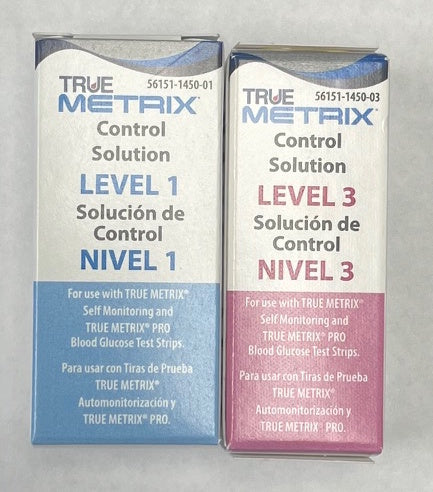 56151-1450-01
TRUE
METRIX®
Control
Solution
LEVEL 1
Solución de
Control
NIVEL 1
For use with TRUE METRIX®
Self Monitoring and
TRUE METRIX® PRO
Blood Glucose Test Strips.
Para usar con Tiras de Prueba
TRUE METRIX®
Automonitorización y
TRUE METRIX® PRO.
56151-1450-03
TRUE
METRIX®
Control
Solution
LEVEL 3
Solución de
Control
NIVEL 3
For use with TRUE METRIX®
Self Monitoring and
TRUE METRIX® PRO
Blood Glucose Test Strips.
Para usar con Tiras de Prueba
TRUE METRIX®
Automonitorización y
TRUE METRIX® PRO.